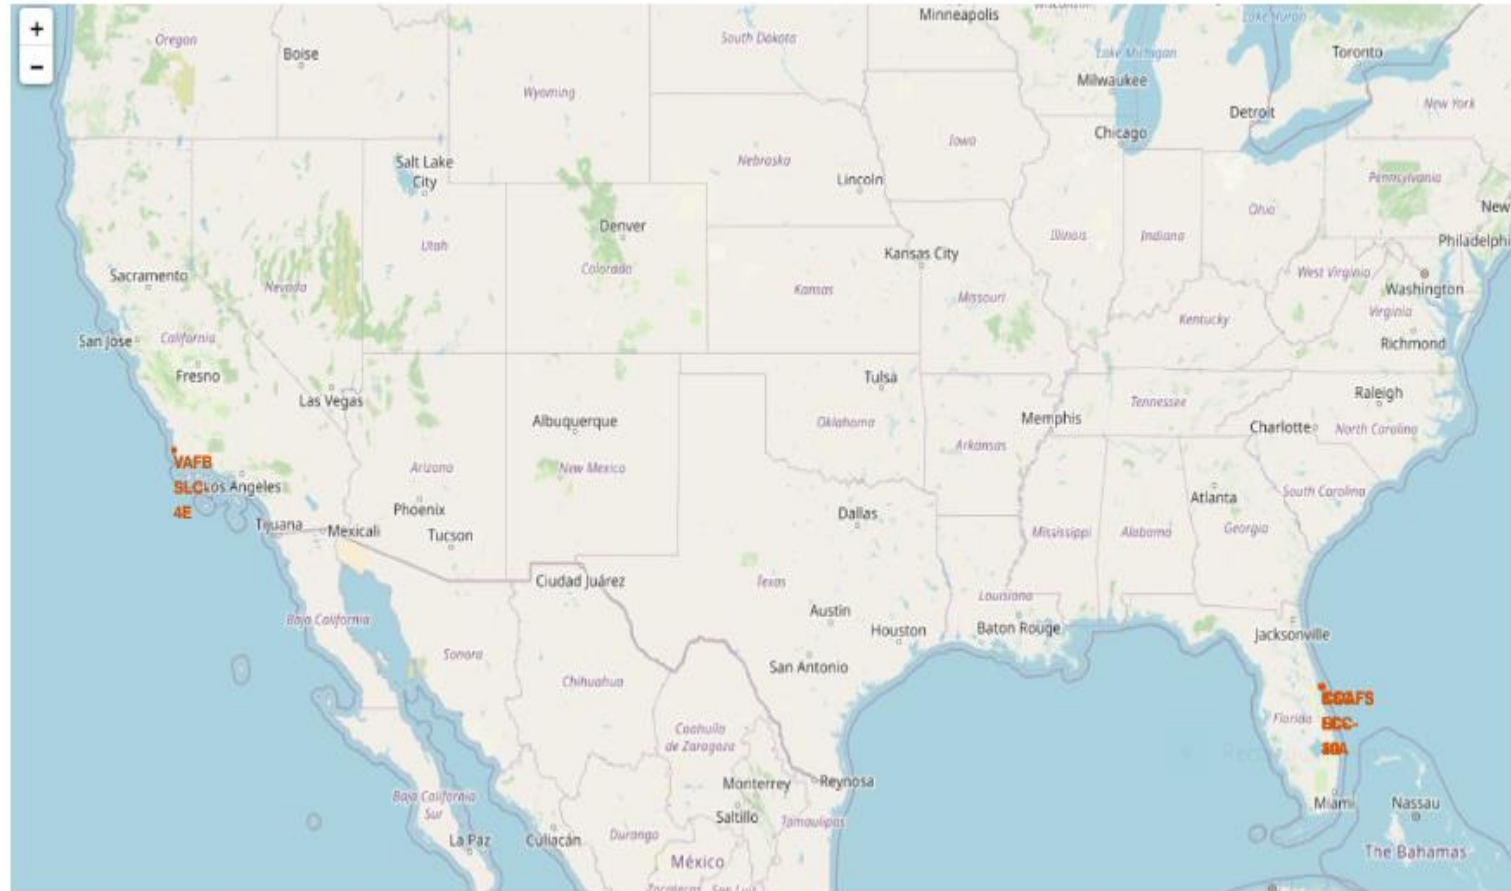 +
−
Minneapolis
Wisconsin
Lake Huron
Oregon
Boise
South Dakota
Lake Michigan
Toronto
Milwaukee
Wyoming
New York
Detroit
Chicago
Iowa
Salt Lake
City
Nebraska
Lincoln
Pennsylvania
Ohio
New
Denver
Utah
Illinois
Indiana
Philadelphi
Kansas City
Colorado
Sacramento
Nevada
West Virginia
Kansas
Missouri
Washington
Virginia
Kentucky
San Jose
California
Richmond
Fresno
Tulsa
Las Vegas
Raleigh
Tennessee
Albuquerque
Oklahoma
Memphis
Charlotte
North Carolina
Arkansas
VAFB
Arizona
New Mexico
SLC-
Los Angeles
South Carolina
Atlanta
Phoenix
4E
Dallas
Tijuana
Mexicali
Tucson
Mississippi
Alabama
Georgia
Ciudad Juárez
Texas
Louisiana
Austin
Baja California
Houston
Baton Rouge
Jacksonville
Sonora
San Antonio
Chihuahua
Florida
Coahuila
de Zaragoza
Monterrey
Reynosa
Baja California
Sur
Miami
Nassau
Saltillo
Tamaulipas
La Paz
Culiacán
Durango
México
The Bahamas
Zacatecas
San Luis